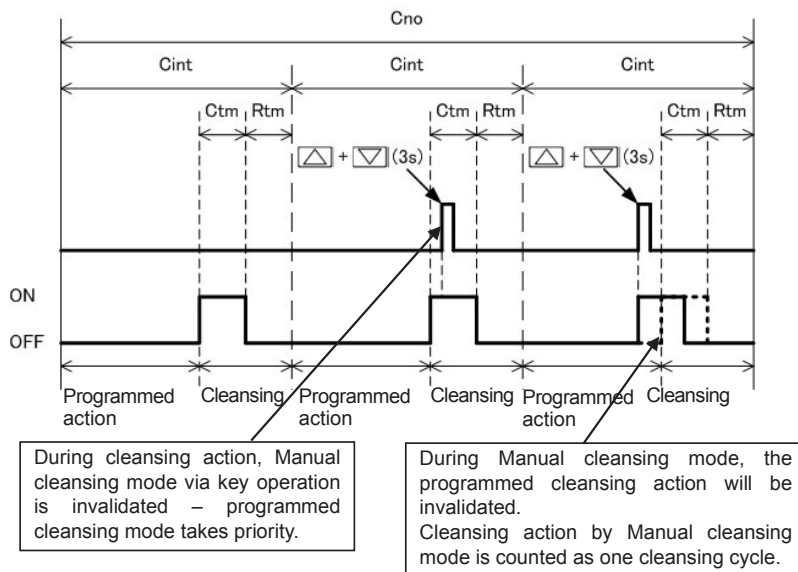 Cno
Cint Cint Cint
Ctm Rtm Ctm Rtm Ctm Rtm
△ + ▽ (3s) △ + ▽ (3s)
ON
OFF
Programmed action
Cleansing
Programmed action
Cleansing
Programmed action
Cleansing
During cleansing action, Manual
cleansing mode via key operation
is invalidated – programmed
cleansing mode takes priority.
During Manual cleansing mode, the
programmed cleansing action will be
invalidated.
Cleansing action by Manual cleansing
mode is counted as one cleansing cycle.